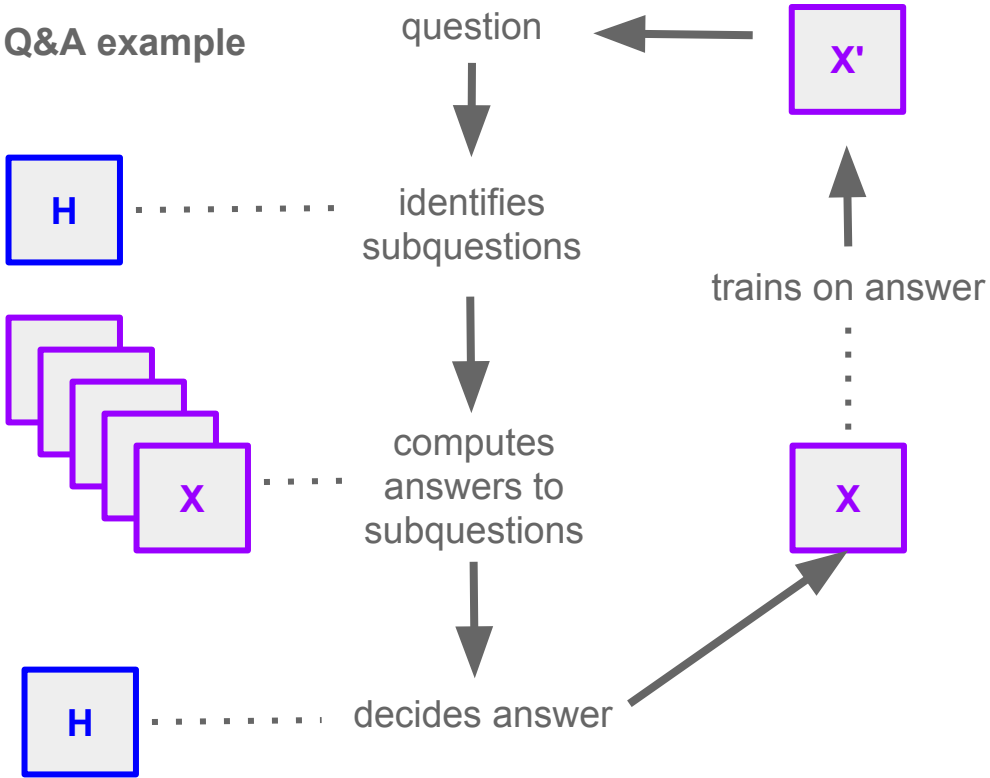 Q&A example
question
X'
H
identifies
subquestions
trains on answer
X
computes
answers to
subquestions
X
H
decides answer